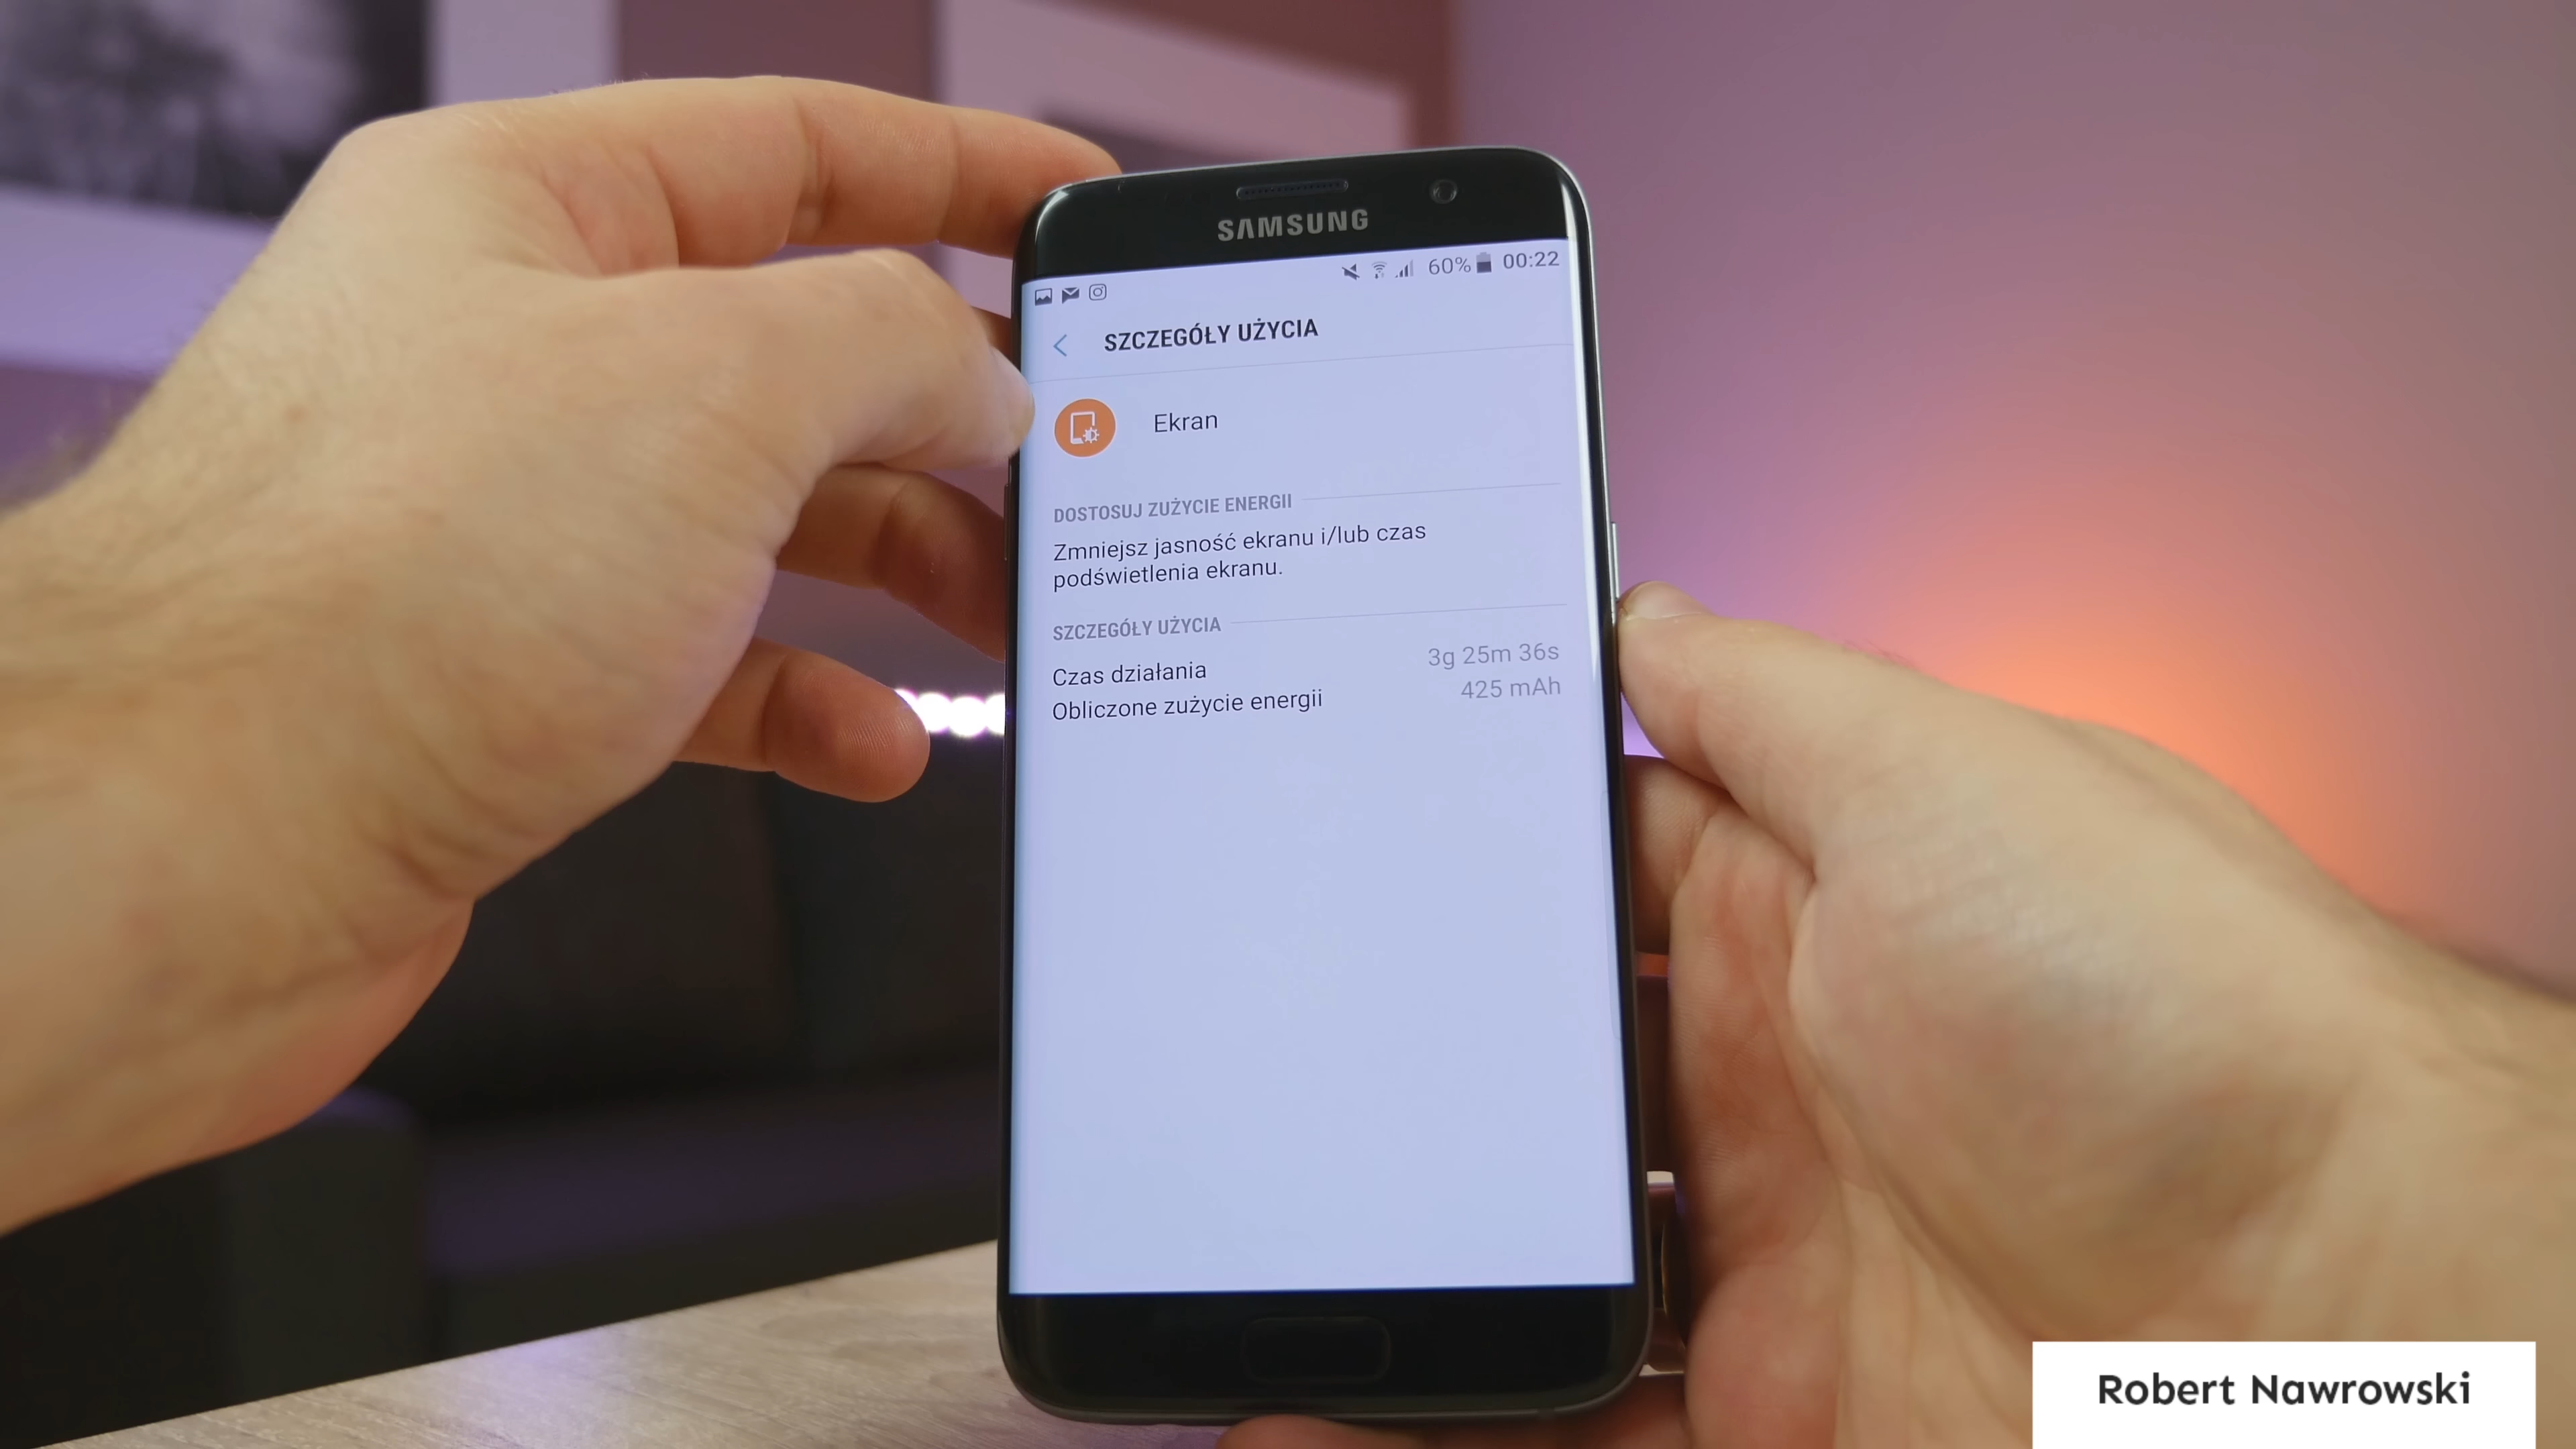 SAMSUNG
60% 00:22
SZCZEGÓŁY UŻYCIA
Ekran
DOSTOSUJ ZUŻYCIE ENERGII
Zmniejsz jasność ekranu i/lub czas
podświetlenia ekranu.
SZCZEGÓŁY UŻYCIA
Czas działania 3g 25m 36s
Obliczone zużycie energii 425 mAh
Robert Nawrowski